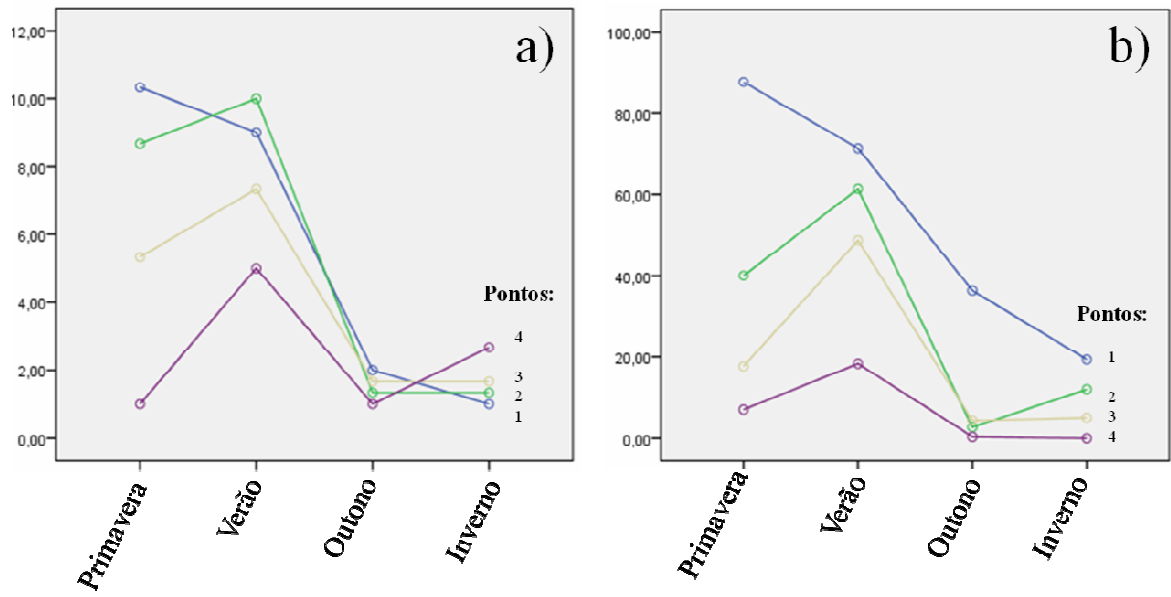 a)
12,00
10,00
8,00
6,00
4,00
2,00
0,00
Pontos:
4
3
2
1
Primavera
Verão
Outono
Inverno
b)
100,00
80,00
60,00
40,00
20,00
0,00
Pontos:
1
2
3
4
Primavera
Verão
Outono
Inverno